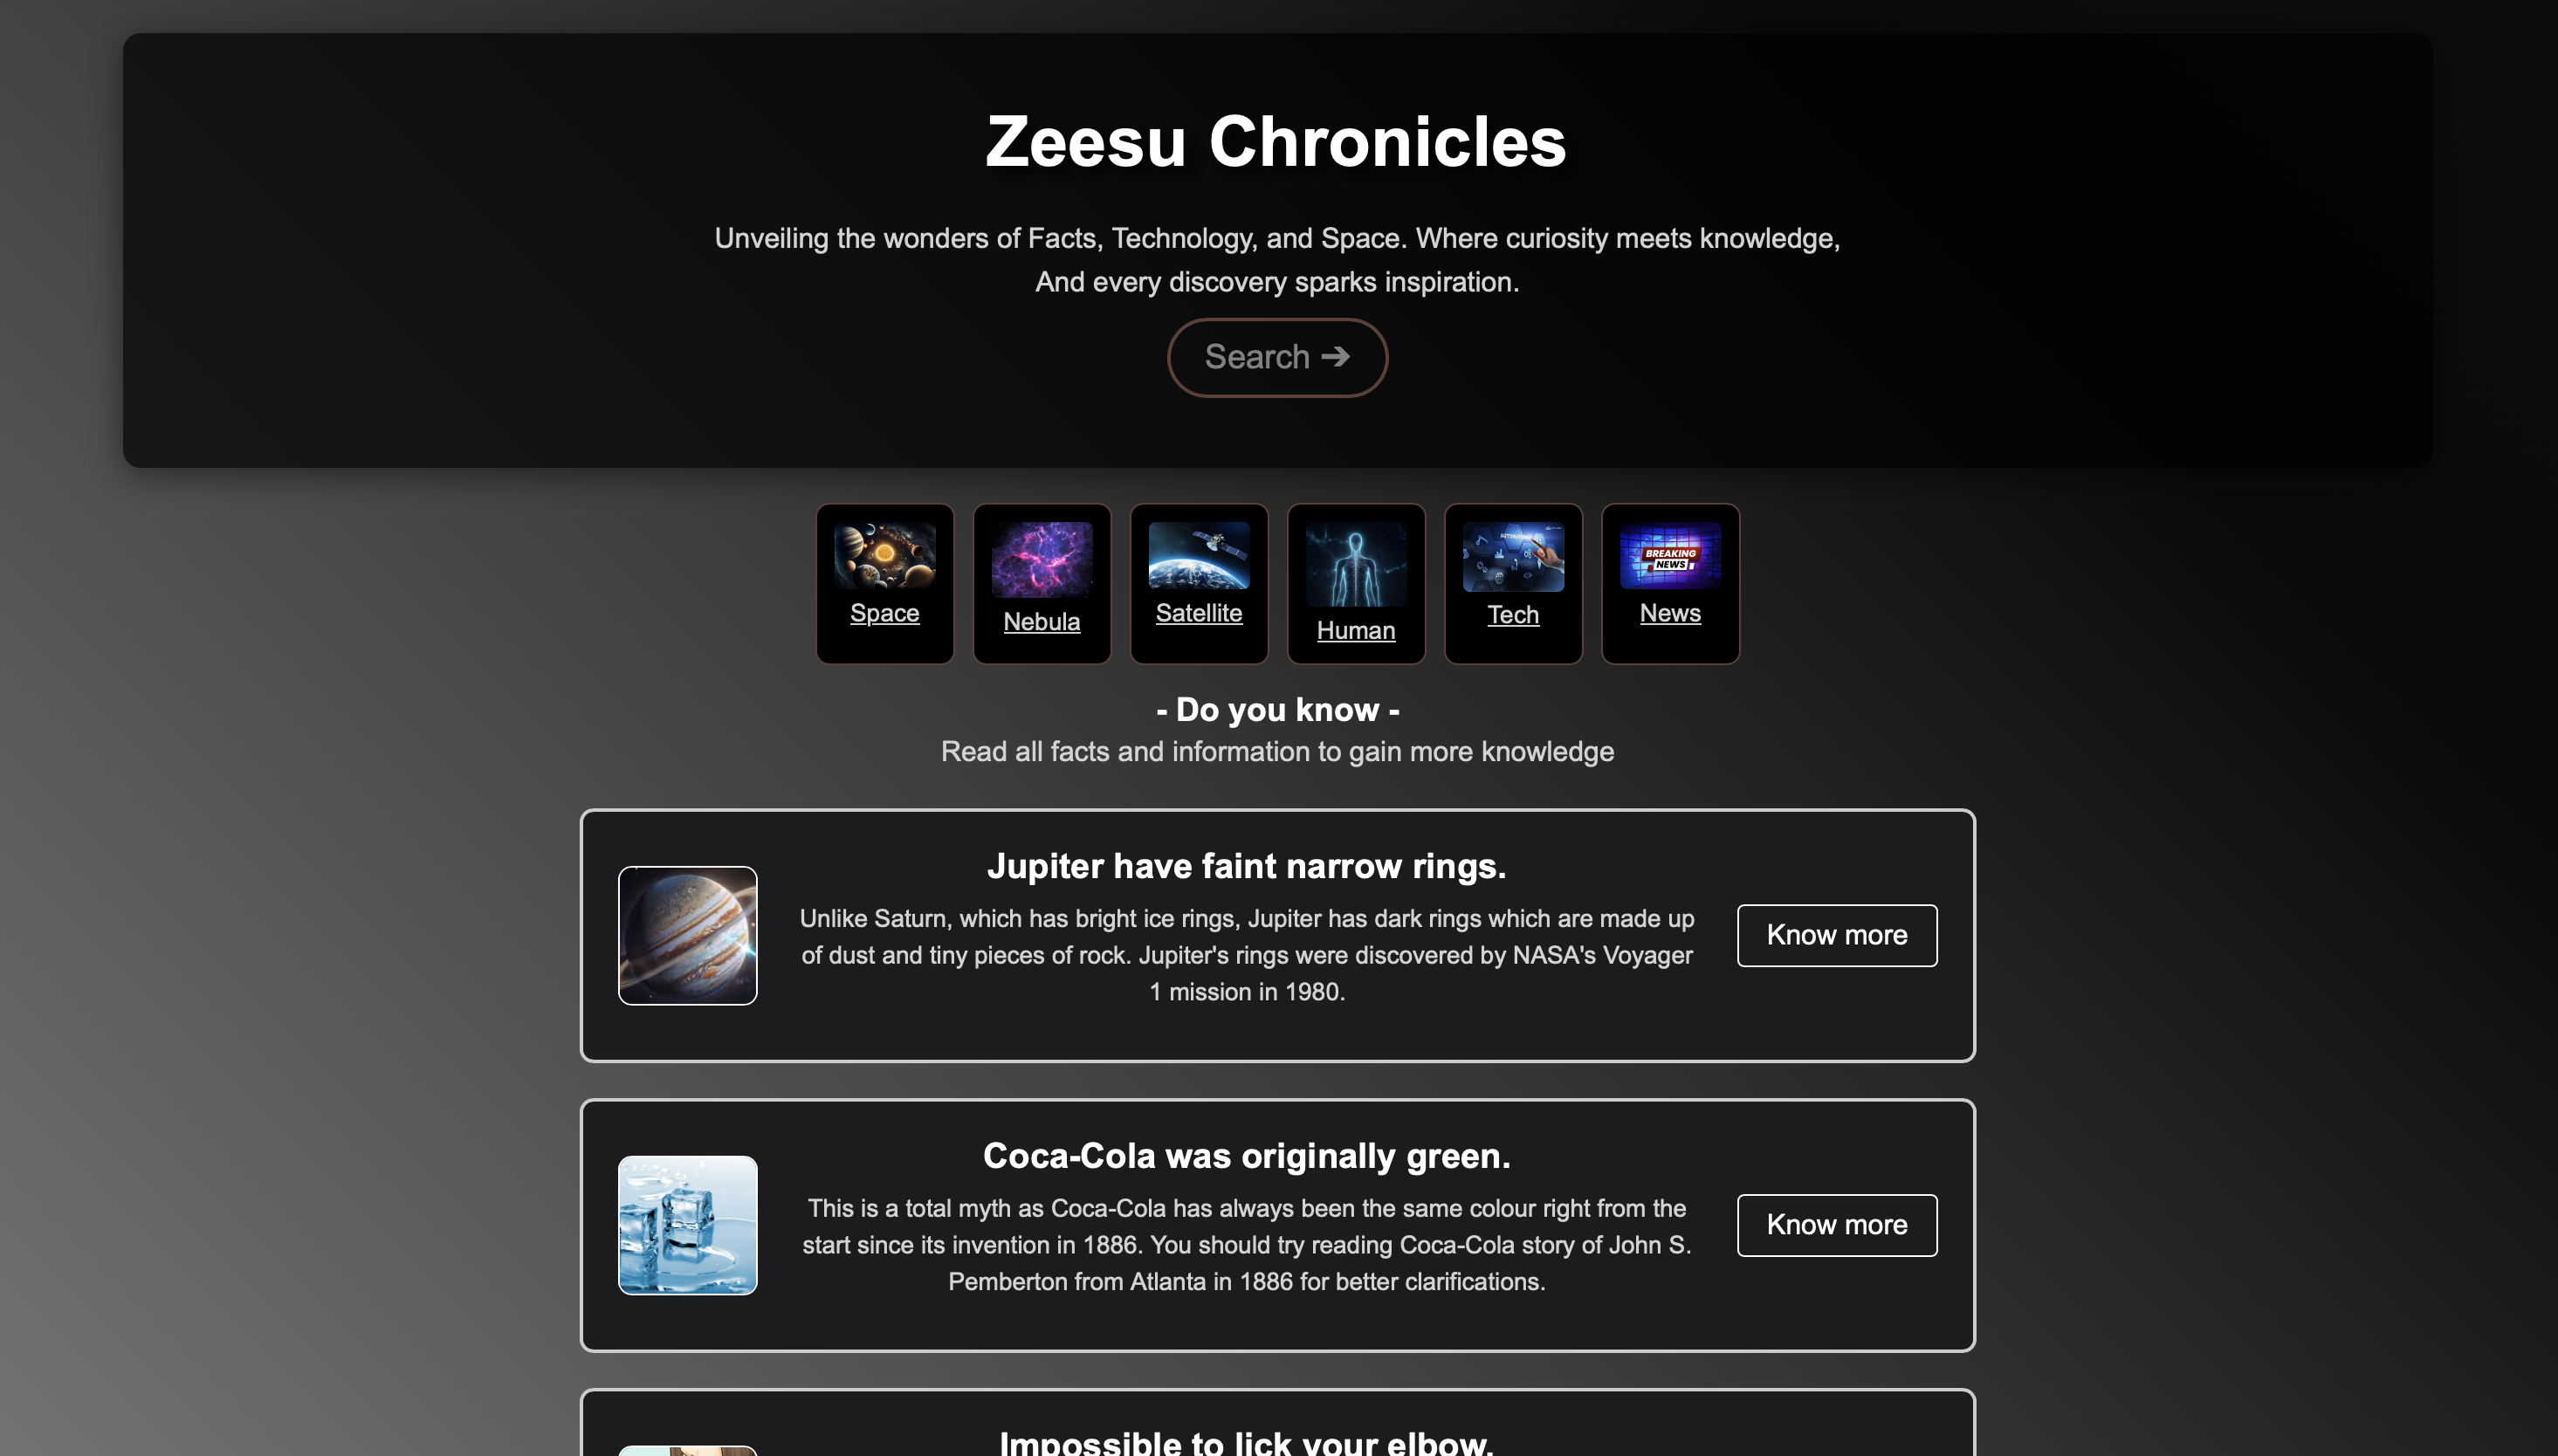 Zeesu Chronicles
Unveiling the wonders of Facts, Technology, and Space. Where curiosity meets knowledge,
And every discovery sparks inspiration.
Search ➔
BREAKING
NEWS
Space
Nebula
Satellite
Human
Tech
News
- Do you know -
Read all facts and information to gain more knowledge
Jupiter have faint narrow rings.
Unlike Saturn, which has bright ice rings, Jupiter has dark rings which are made up
of dust and tiny pieces of rock. Jupiter's rings were discovered by NASA's Voyager
1 mission in 1980.
Know more
Coca-Cola was originally green.
This is a total myth as Coca-Cola has always been the same colour right from the
start since its invention in 1886. You should try reading Coca-Cola story of John S.
Pemberton from Atlanta in 1886 for better clarifications.
Know more
Impossible to lick your elbow.